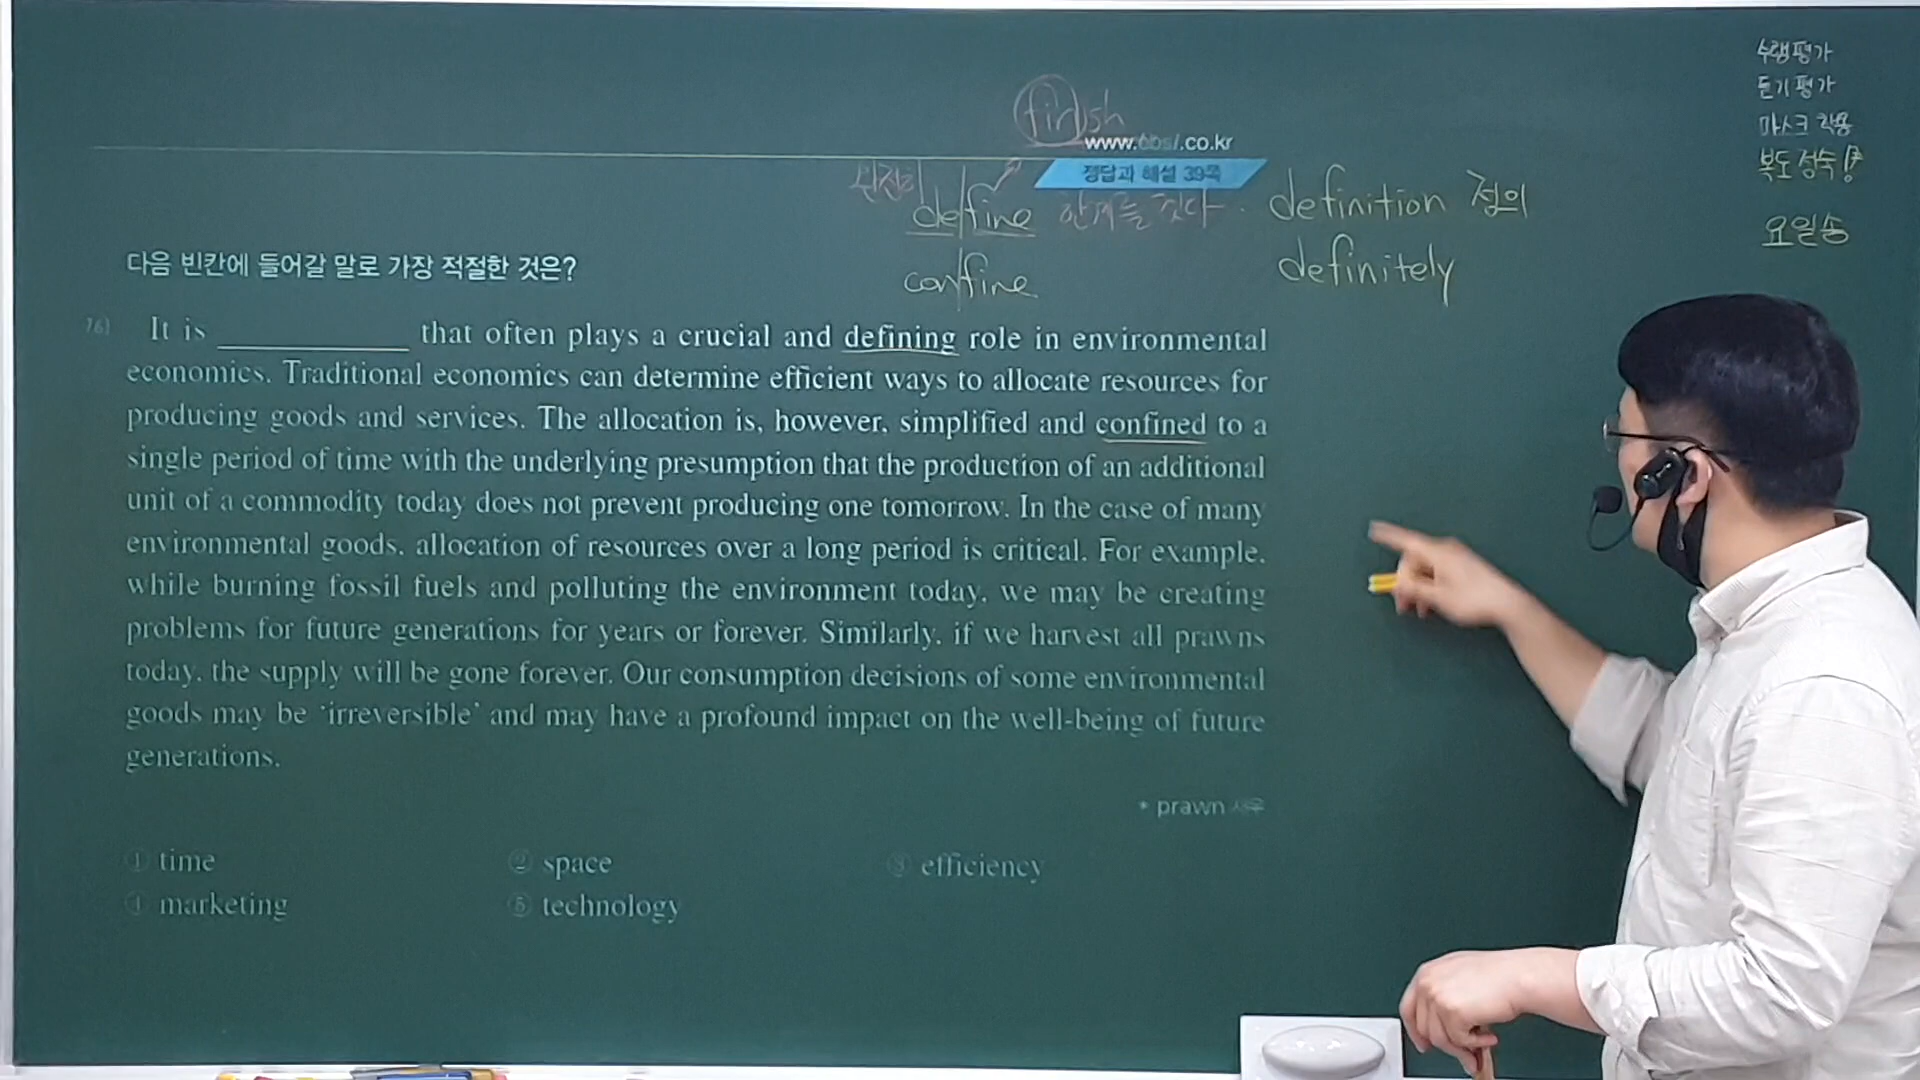 수행평가
듣기평가
마스크 착용
복도 정숙!
요일송
finish
www.ebsi.co.kr
정답과 해설 39쪽
완전히 define 한계를 짓다. definition 정의
confine definitely
다음 빈칸에 들어갈 말로 가장 적절한 것은?
76) It is __________ that often plays a crucial and defining role in environmental
economics. Traditional economics can determine efficient ways to allocate resources for
producing goods and services. The allocation is, however, simplified and confined to a
single period of time with the underlying presumption that the production of an additional
unit of a commodity today does not prevent producing one tomorrow. In the case of many
environmental goods, allocation of resources over a long period is critical. For example,
while burning fossil fuels and polluting the environment today, we may be creating
problems for future generations for years or forever. Similarly, if we harvest all prawns
today, the supply will be gone forever. Our consumption decisions of some environmental
goods may be ‘irreversible’ and may have a profound impact on the well-being of future
generations.
* prawn 새우
① time ② space ③ efficiency
④ marketing ⑤ technology